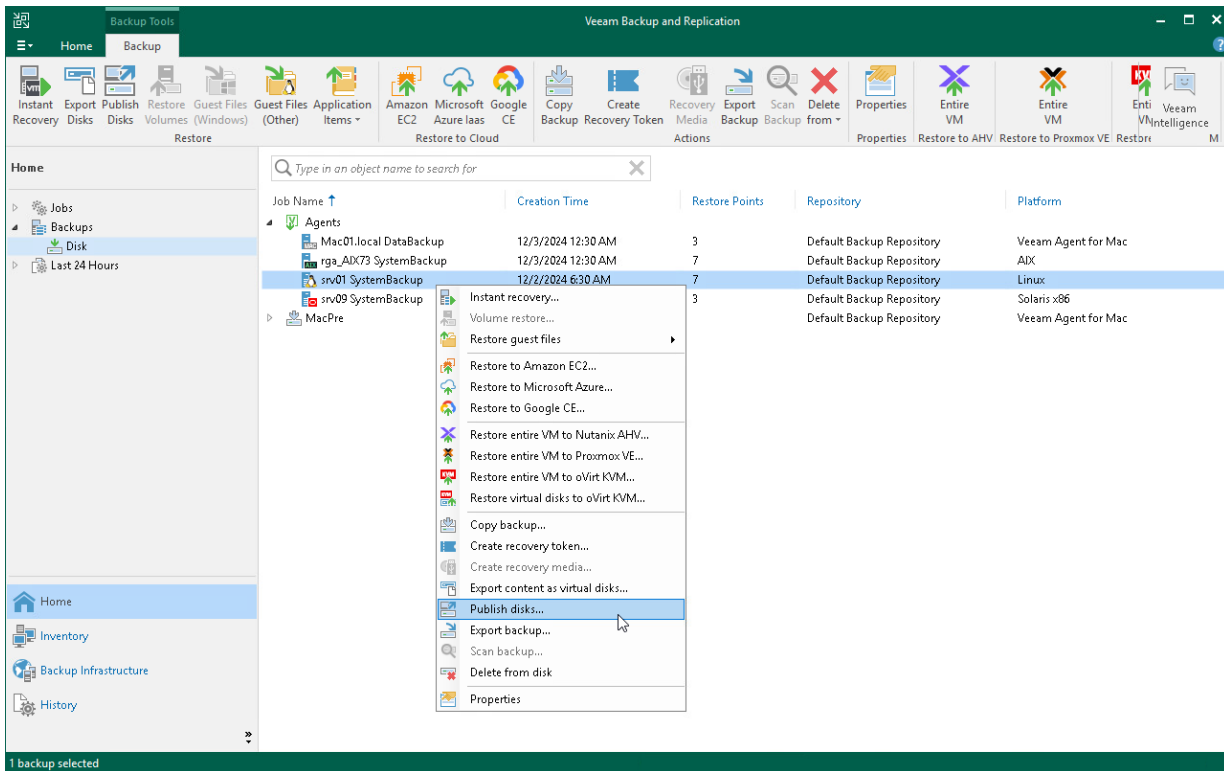 Backup Tools
Veeam Backup and Replication
Home Backup
Instant Recovery
Export Disks
Publish Disks
Restore Volumes
Guest Files (Windows)
Guest Files (Other)
Application Items
Amazon EC2
Microsoft Azure Iaas
Google CE
Copy Backup
Create Recovery Token
Recovery Media
Export Backup
Scan Backup
Delete from
Properties
Entire VM
Entire VM
Veeam Intelligence
Restore
Restore to Cloud
Actions
Properties
Restore to AHV
Restore to Proxmox VE
Home
Type in an object name to search for
Jobs
Backups
Disk
Last 24 Hours
Job Name Creation Time Restore Points Repository Platform
Agents
Mac01.local DataBackup 12/3/2024 12:30 AM 3 Default Backup Repository Veeam Agent for Mac
rga_AIX73 SystemBackup 12/3/2024 12:30 AM 7 Default Backup Repository AIX
srv01 SystemBackup 12/2/2024 6:30 AM 7 Default Backup Repository Linux
srv09 SystemBackup 3 Default Backup Repository Solaris x86
MacPre Default Backup Repository Veeam Agent for Mac
Instant recovery...
Volume restore...
Restore guest files
Restore to Amazon EC2...
Restore to Microsoft Azure...
Restore to Google CE...
Restore entire VM to Nutanix AHV...
Restore entire VM to Proxmox VE...
Restore entire VM to oVirt KVM...
Restore virtual disks to oVirt KVM...
Copy backup...
Create recovery token...
Create recovery media...
Export content as virtual disks...
Publish disks...
Export backup...
Scan backup...
Delete from disk
Properties
Home
Inventory
Backup Infrastructure
History
1 backup selected